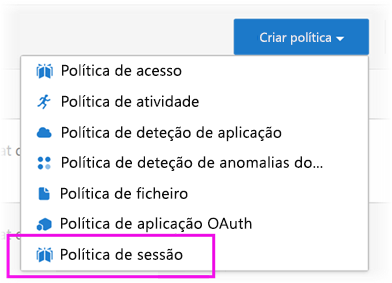 Criar política
Política de acesso
Política de atividade
Política de deteção de aplicação
Política de deteção de anomalias do...
Política de ficheiro
Política de aplicação OAuth
Política de sessão